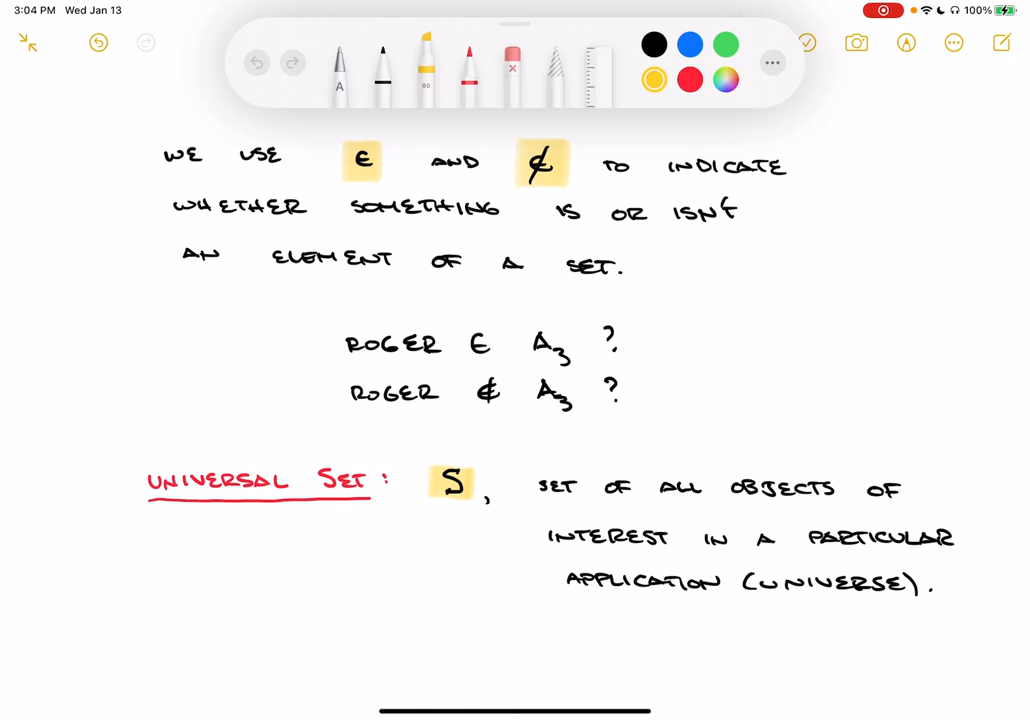 3:04 PM Wed Jan 13
100%
A
80
WE USE ∈ AND ∉ TO INDICATE
WHETHER SOMETHING IS OR ISN'T
AN ELEMENT OF A SET.
ROGER ∈ A₃ ?
ROGER ∉ A₃ ?
UNIVERSAL SET: S, SET OF ALL OBJECTS OF
INTEREST IN A PARTICULAR
APPLICATION (UNIVERSE).